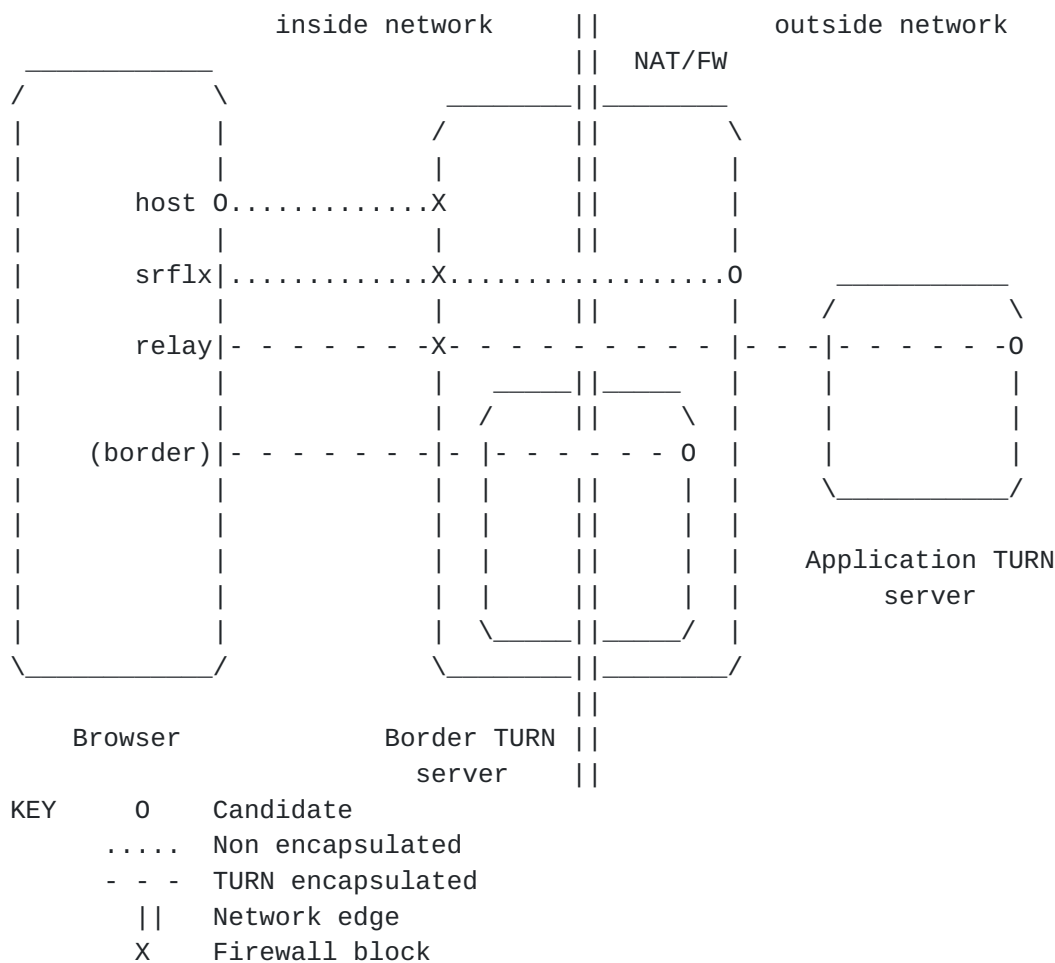 inside network || outside network
|| NAT/FW
host O.............X ||
srflx|.............X..................O
relay|- - - - - - -X- - - - - - - - - |- - -|- - - - - -O
(border)|- - - - - - -|- |- - - - - - O
Application TURN
server
Browser Border TURN ||
server ||
KEY O Candidate
..... Non encapsulated
- - - TURN encapsulated
|| Network edge
X Firewall block